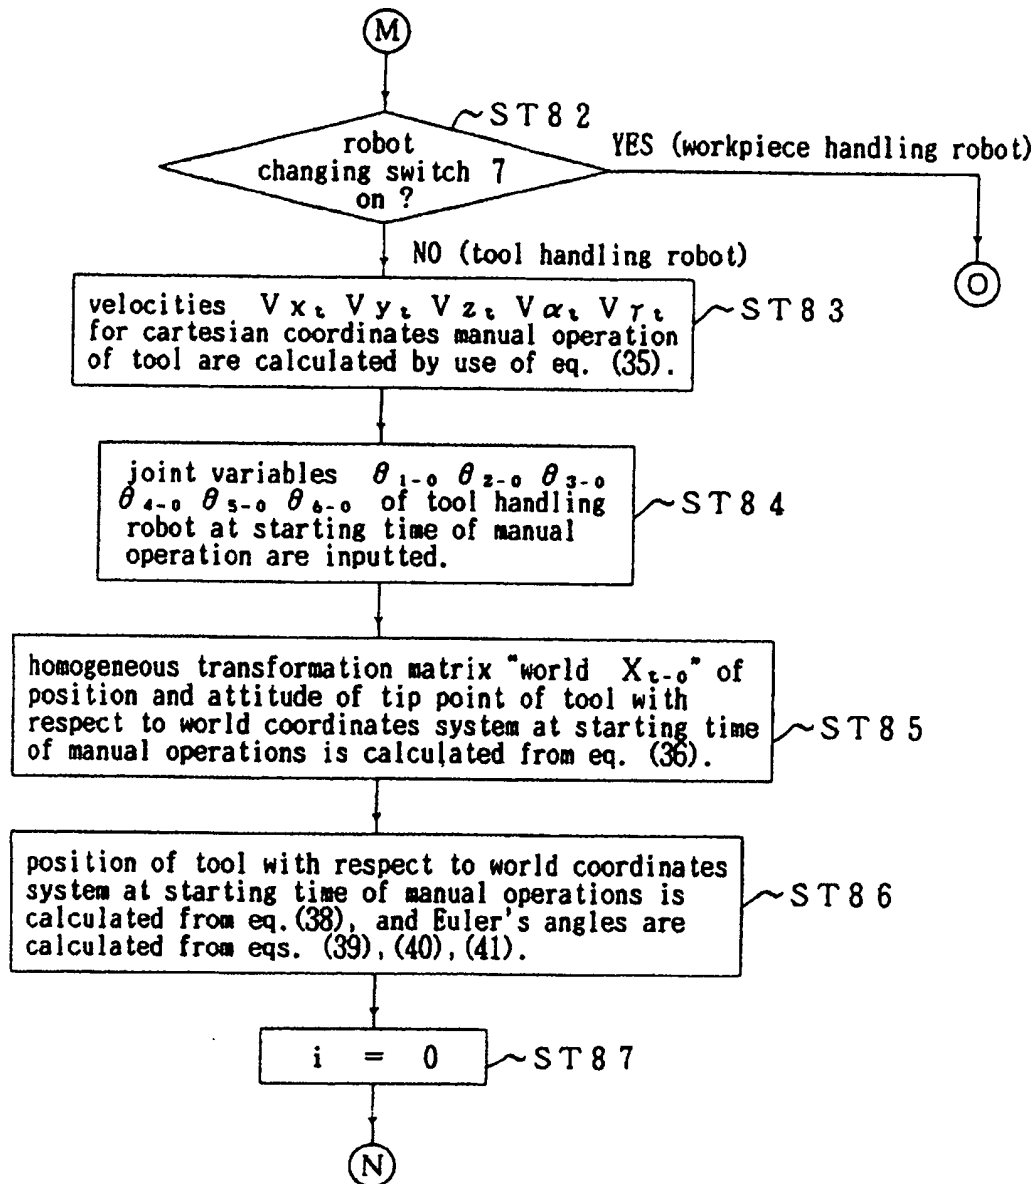 M
ST82
robot
changing switch 7
on ?
YES (workpiece handling robot)
NO (tool handling robot)
O
velocities Vxₜ Vyₜ Vzₜ Vαₜ Vγₜ
for cartesian coordinates manual operation
of tool are calculated by use of eq. (35).
ST83
joint variables θ₁₋₀ θ₂₋₀ θ₃₋₀
θ₄₋₀ θ₅₋₀ θ₆₋₀ of tool handling
robot at starting time of manual
operation are inputted.
ST84
homogeneous transformation matrix "world Xₜ₋₀" of
position and attitude of tip point of tool with
respect to world coordinates system at starting time
of manual operations is calculated from eq. (36).
ST85
position of tool with respect to world coordinates
system at starting time of manual operations is
calculated from eq.(38), and Euler's angles are
calculated from eqs. (39),(40),(41).
ST86
i = 0
ST87
N